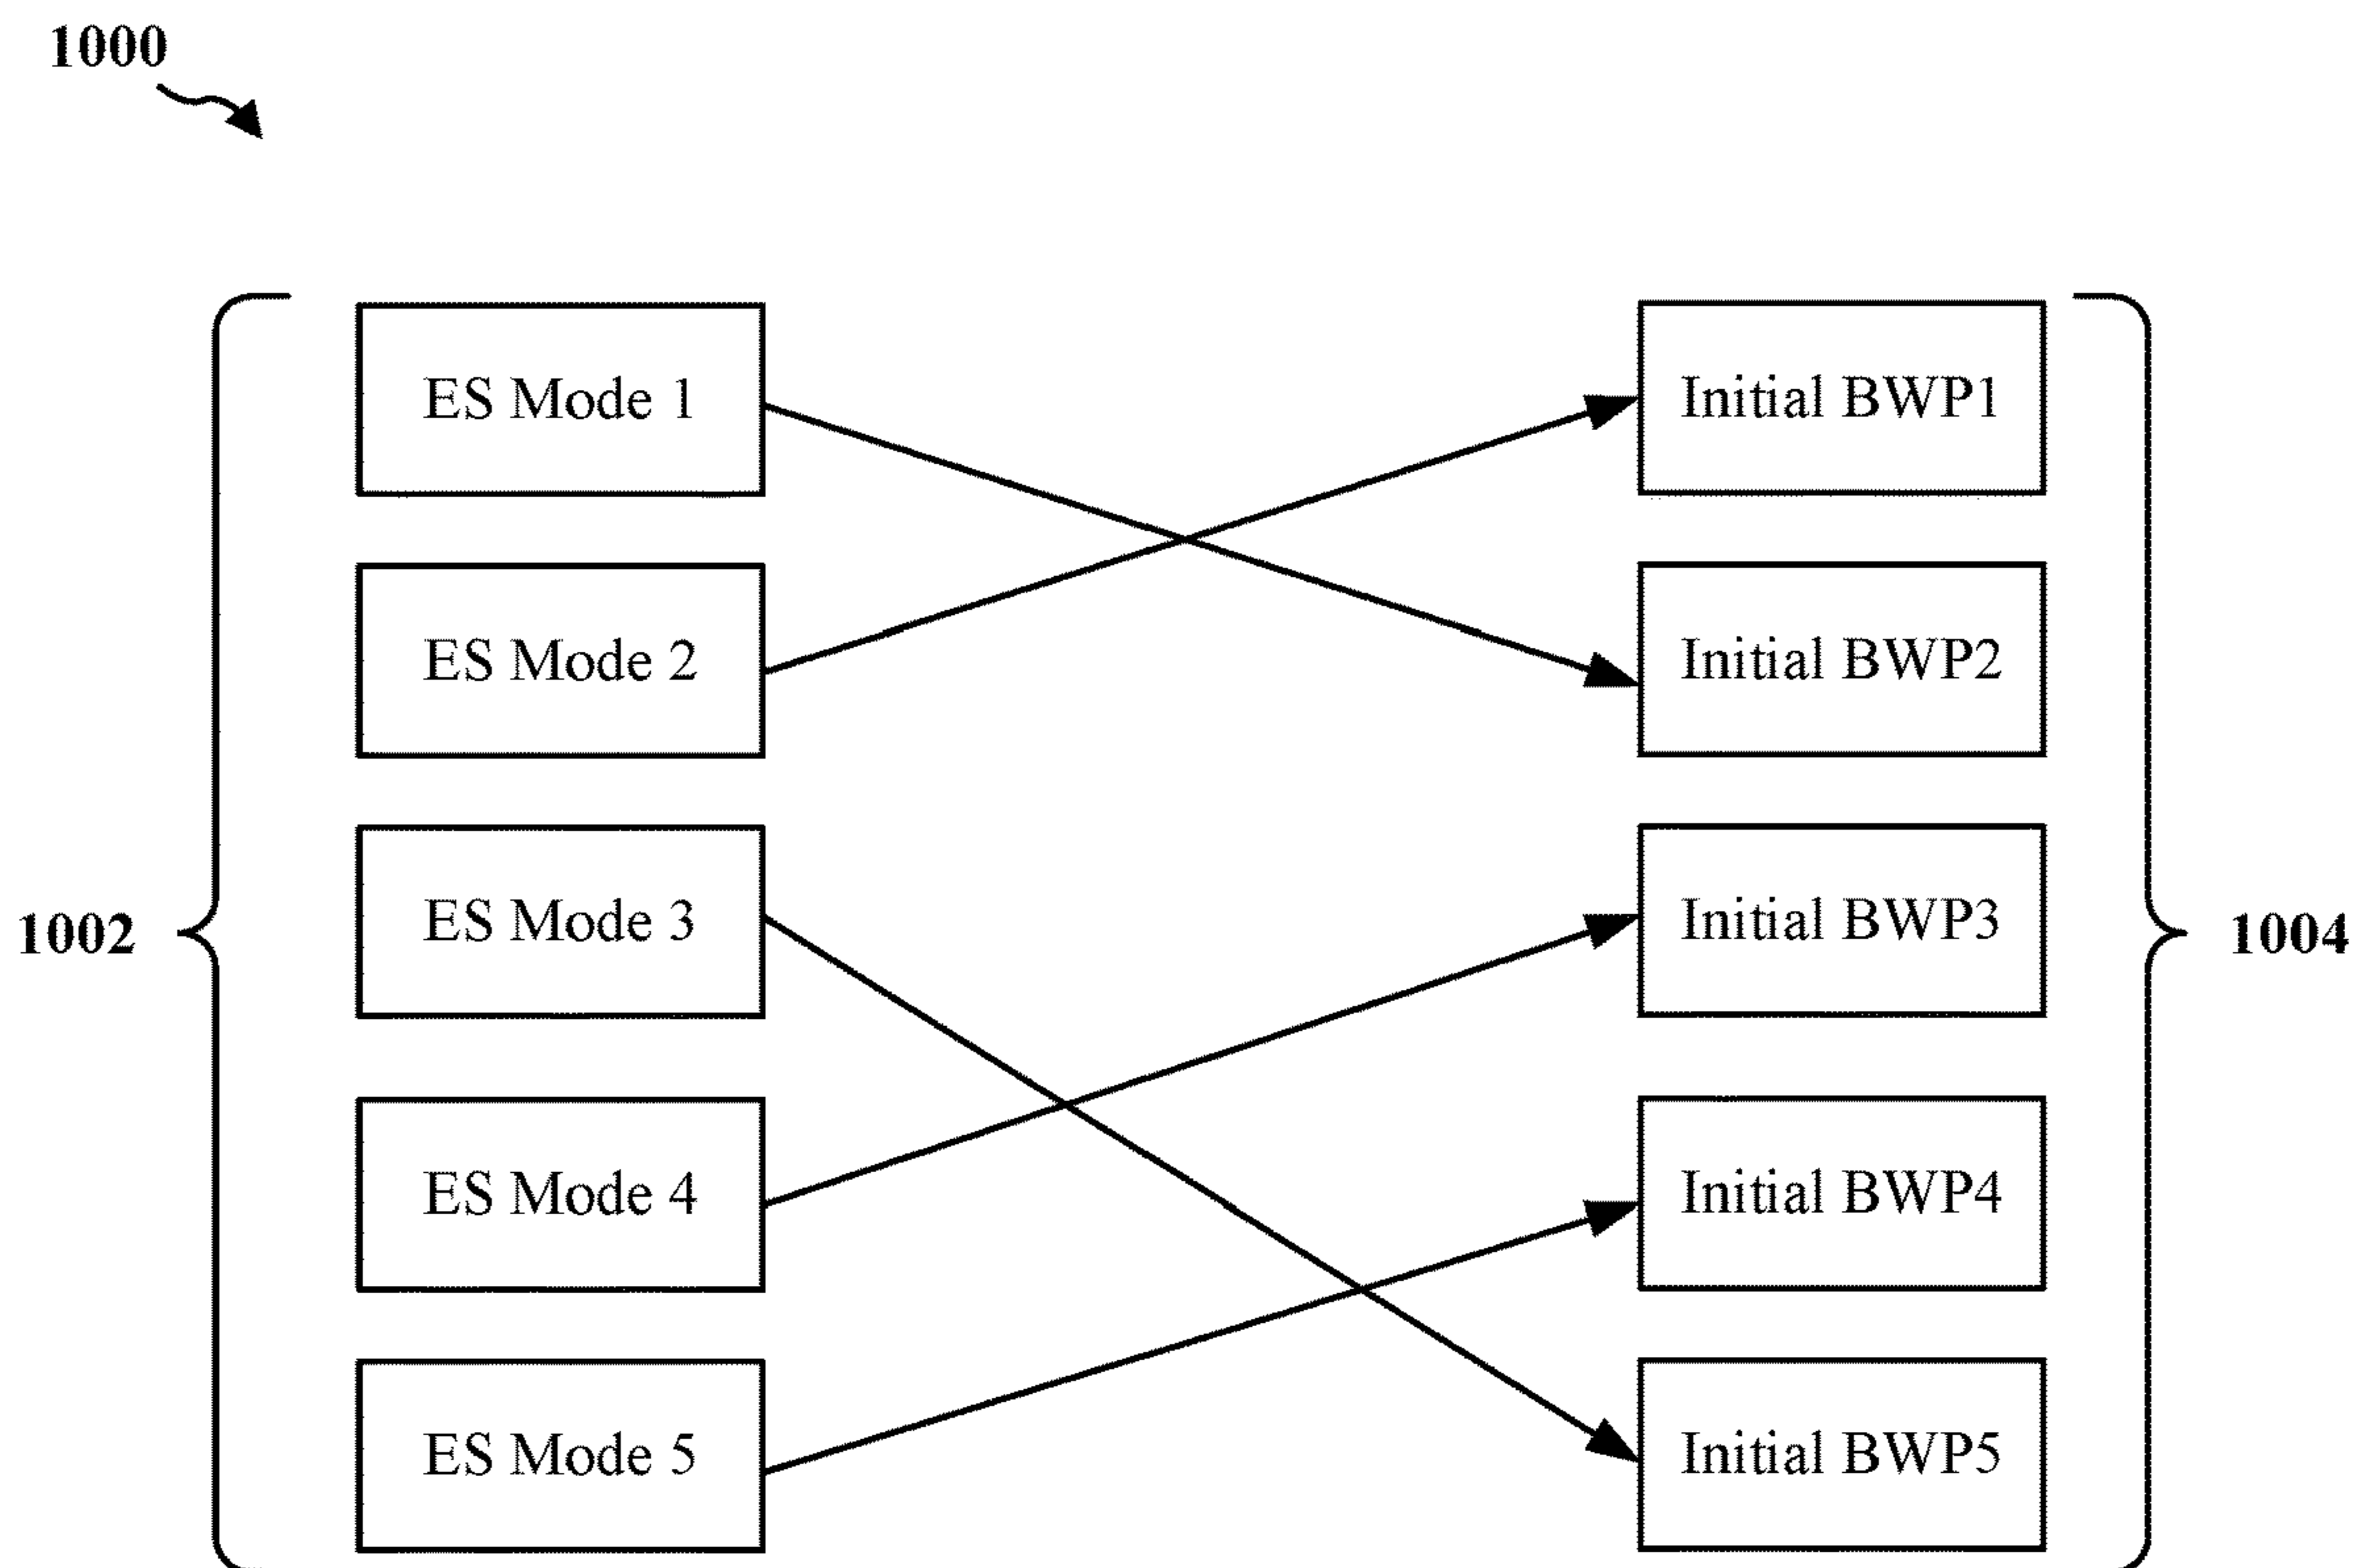 1000
ES Mode 1
Initial BWP1
ES Mode 2
Initial BWP2
1002
ES Mode 3
Initial BWP3
1004
ES Mode 4
Initial BWP4
ES Mode 5
Initial BWP5